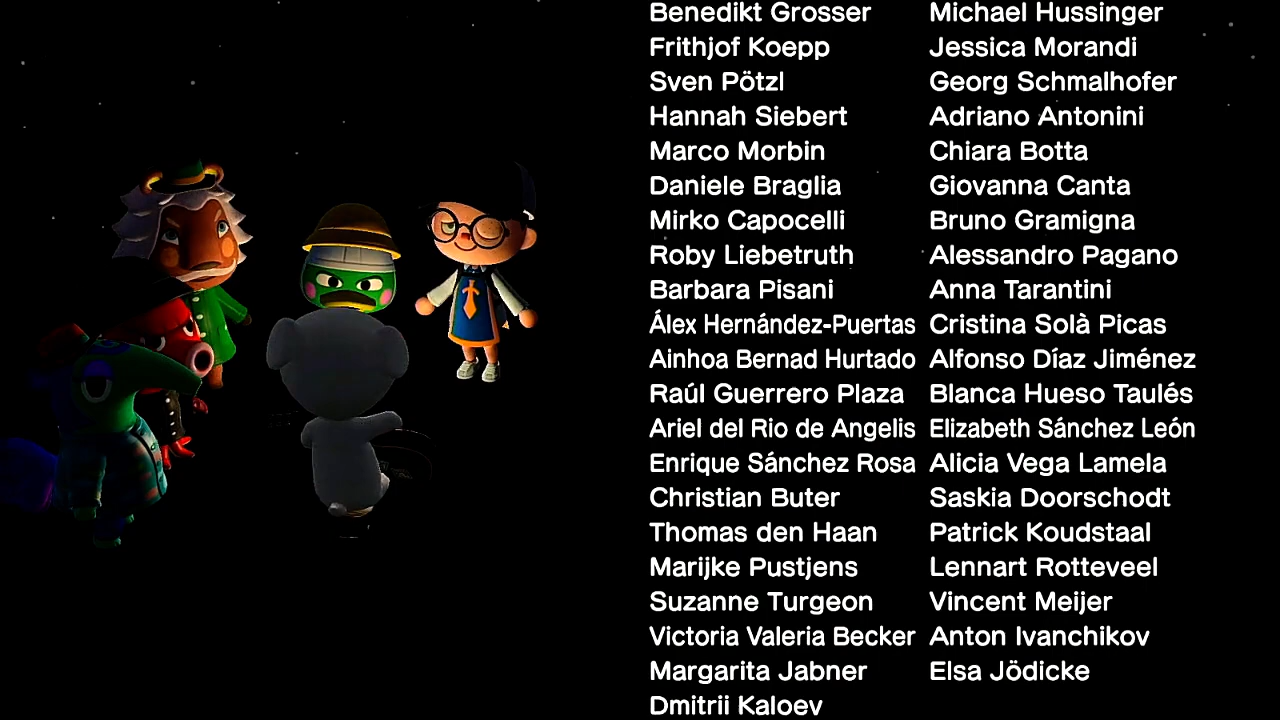 Benedikt Grosser Michael Hussinger
Frithjof Koepp Jessica Morandi
Sven Pötzl Georg Schmalhofer
Hannah Siebert Adriano Antonini
Marco Morbin Chiara Botta
Daniele Braglia Giovanna Canta
Mirko Capocelli Bruno Gramigna
Roby Liebetruth Alessandro Pagano
Barbara Pisani Anna Tarantini
Álex Hernández-Puertas Cristina Solà Picas
Ainhoa Bernad Hurtado Alfonso Díaz Jiménez
Raúl Guerrero Plaza Blanca Hueso Taulés
Ariel del Rio de Angelis Elizabeth Sánchez León
Enrique Sánchez Rosa Alicia Vega Lamela
Christian Buter Saskia Doorschodt
Thomas den Haan Patrick Koudstaal
Marijke Pustjens Lennart Rotteveel
Suzanne Turgeon Vincent Meijer
Victoria Valeria Becker Anton Ivanchikov
Margarita Jabner Elsa Jödicke
Dmitrii Kaloev